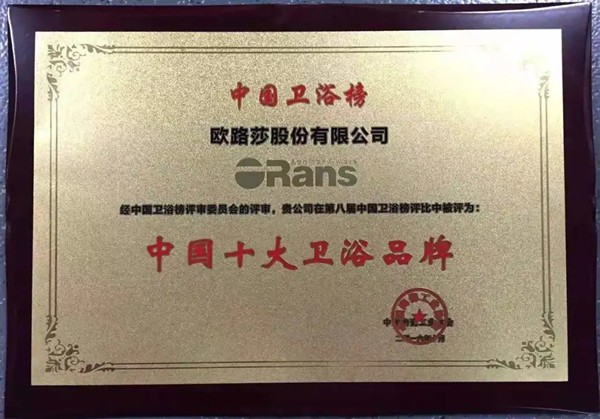 中国卫浴榜
欧路莎股份有限公司
ORans
经中国卫浴榜评审委员会的评审，贵公司在第八届中国卫浴榜评比中被评为：
中国十大卫浴品牌